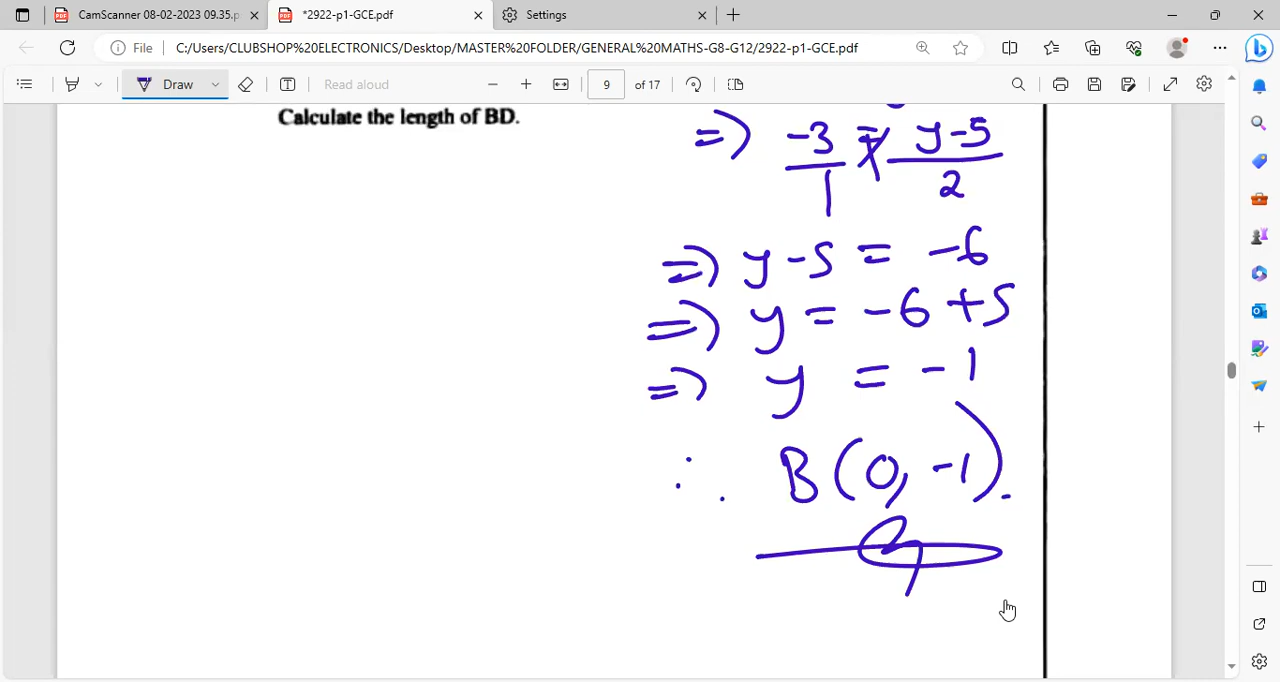 CamScanner 08-02-2023 09.35.p
*2922-p1-GCE.pdf
Settings
File
C:/Users/CLUBSHOP%20ELECTRONICS/Desktop/MASTER%20FOLDER/GENERAL%20MATHS-G8-G12/2922-p1-GCE.pdf
Draw
Read aloud
9 of 17
Calculate the length of BD.
=> -3/1 = y-5/2
=> y-5 = -6
=> y = -6+5
=> y = -1
∴ B(0, -1).